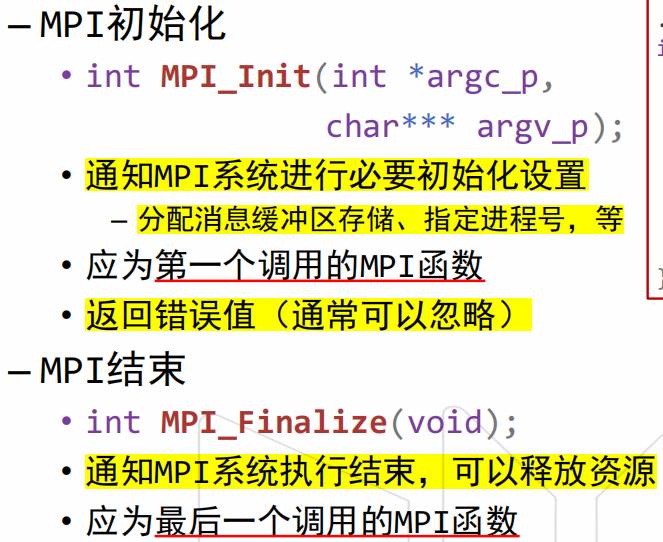 – MPI初始化
• int MPI_Init(int *argc_p,
char*** argv_p);
• 通知MPI系统进行必要初始化设置
– 分配消息缓冲区存储、指定进程号，等
• 应为第一个调用的MPI函数
• 返回错误值（通常可以忽略）
– MPI结束
• int MPI_Finalize(void);
• 通知MPI系统执行结束，可以释放资源
• 应为最后一个调用的MPI函数